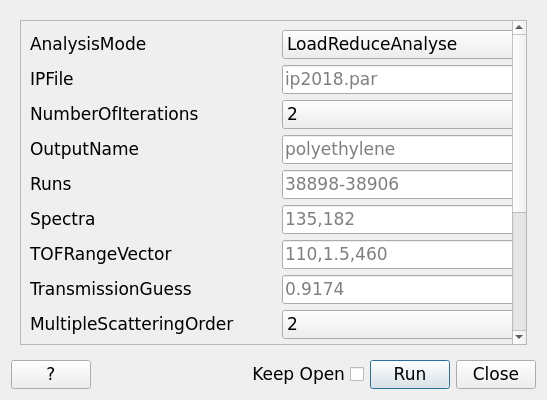 AnalysisMode LoadReduceAnalyse
IPFile ip2018.par
NumberOfIterations 2
OutputName polyethylene
Runs 38898-38906
Spectra 135,182
TOFRangeVector 110,1.5,460
TransmissionGuess 0.9174
MultipleScatteringOrder 2
? Keep Open Run Close